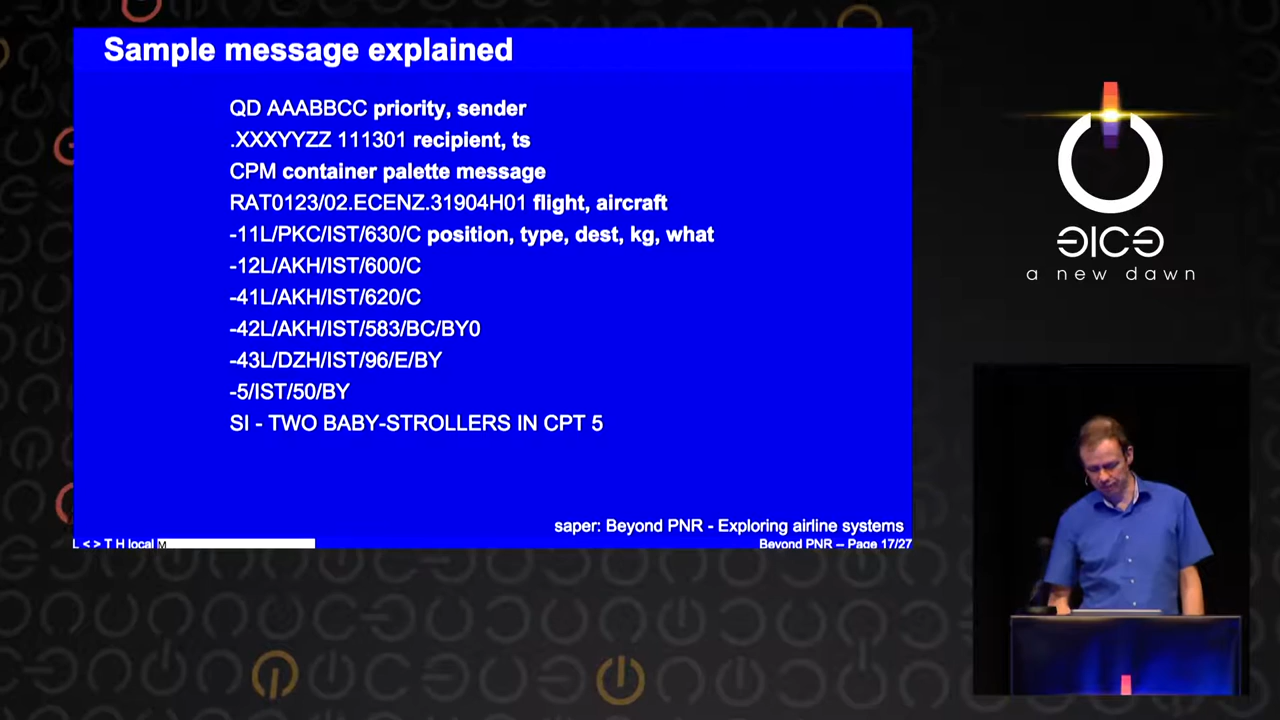 Sample message explained
QD AAABBCC priority, sender
.XXXYYZZ 111301 recipient, ts
CPM container palette message
RAT0123/02.ECENZ.31904H01 flight, aircraft
-11L/PKC/IST/630/C position, type, dest, kg, what
-12L/AKH/IST/600/C
-41L/AKH/IST/620/C
-42L/AKH/IST/583/BC/BY0
-43L/DZH/IST/96/E/BY
-5/IST/50/BY
SI - TWO BABY-STROLLERS IN CPT 5
saper: Beyond PNR - Exploring airline systems
L < > T H local M
Beyond PNR -- Page 17/27
a new dawn